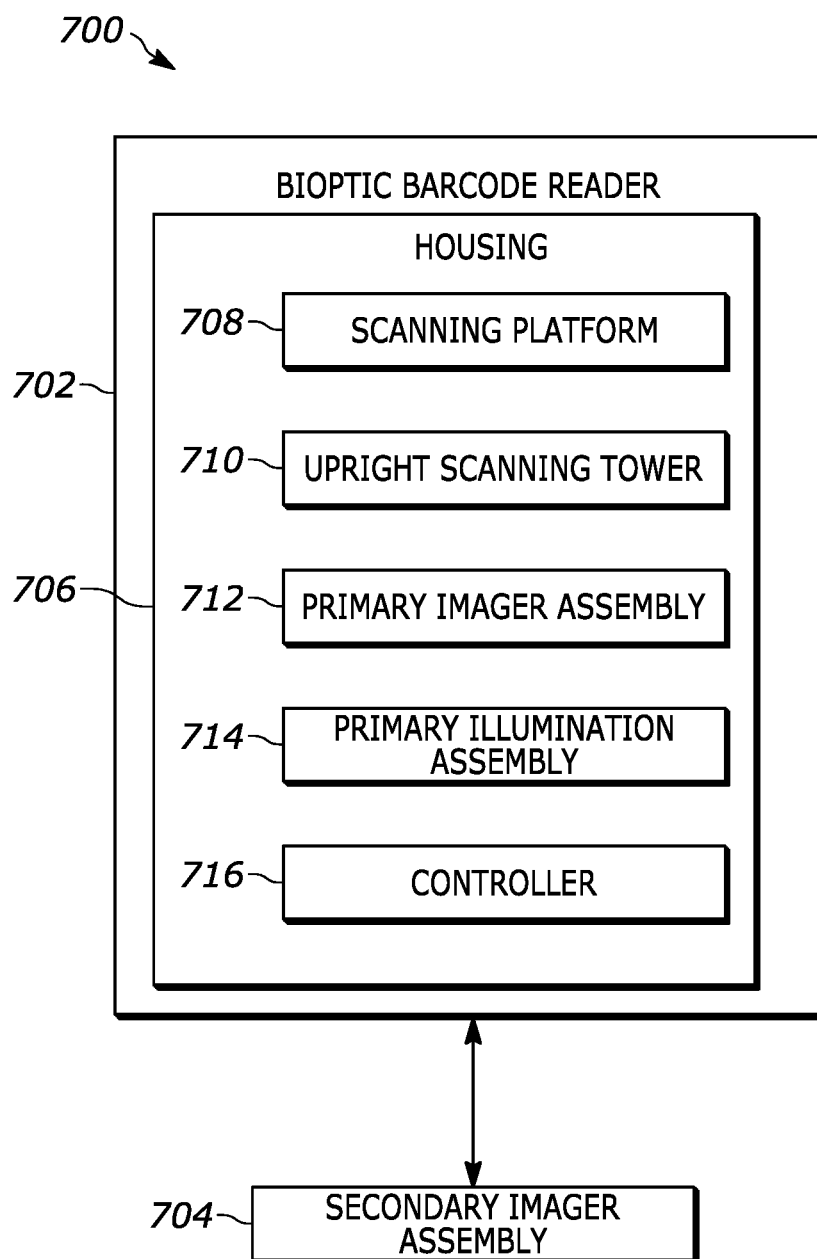 700
BIOPTIC BARCODE READER
HOUSING
708 SCANNING PLATFORM
702
710 UPRIGHT SCANNING TOWER
706
712 PRIMARY IMAGER ASSEMBLY
714 PRIMARY ILLUMINATION
ASSEMBLY
716 CONTROLLER
704 SECONDARY IMAGER
ASSEMBLY